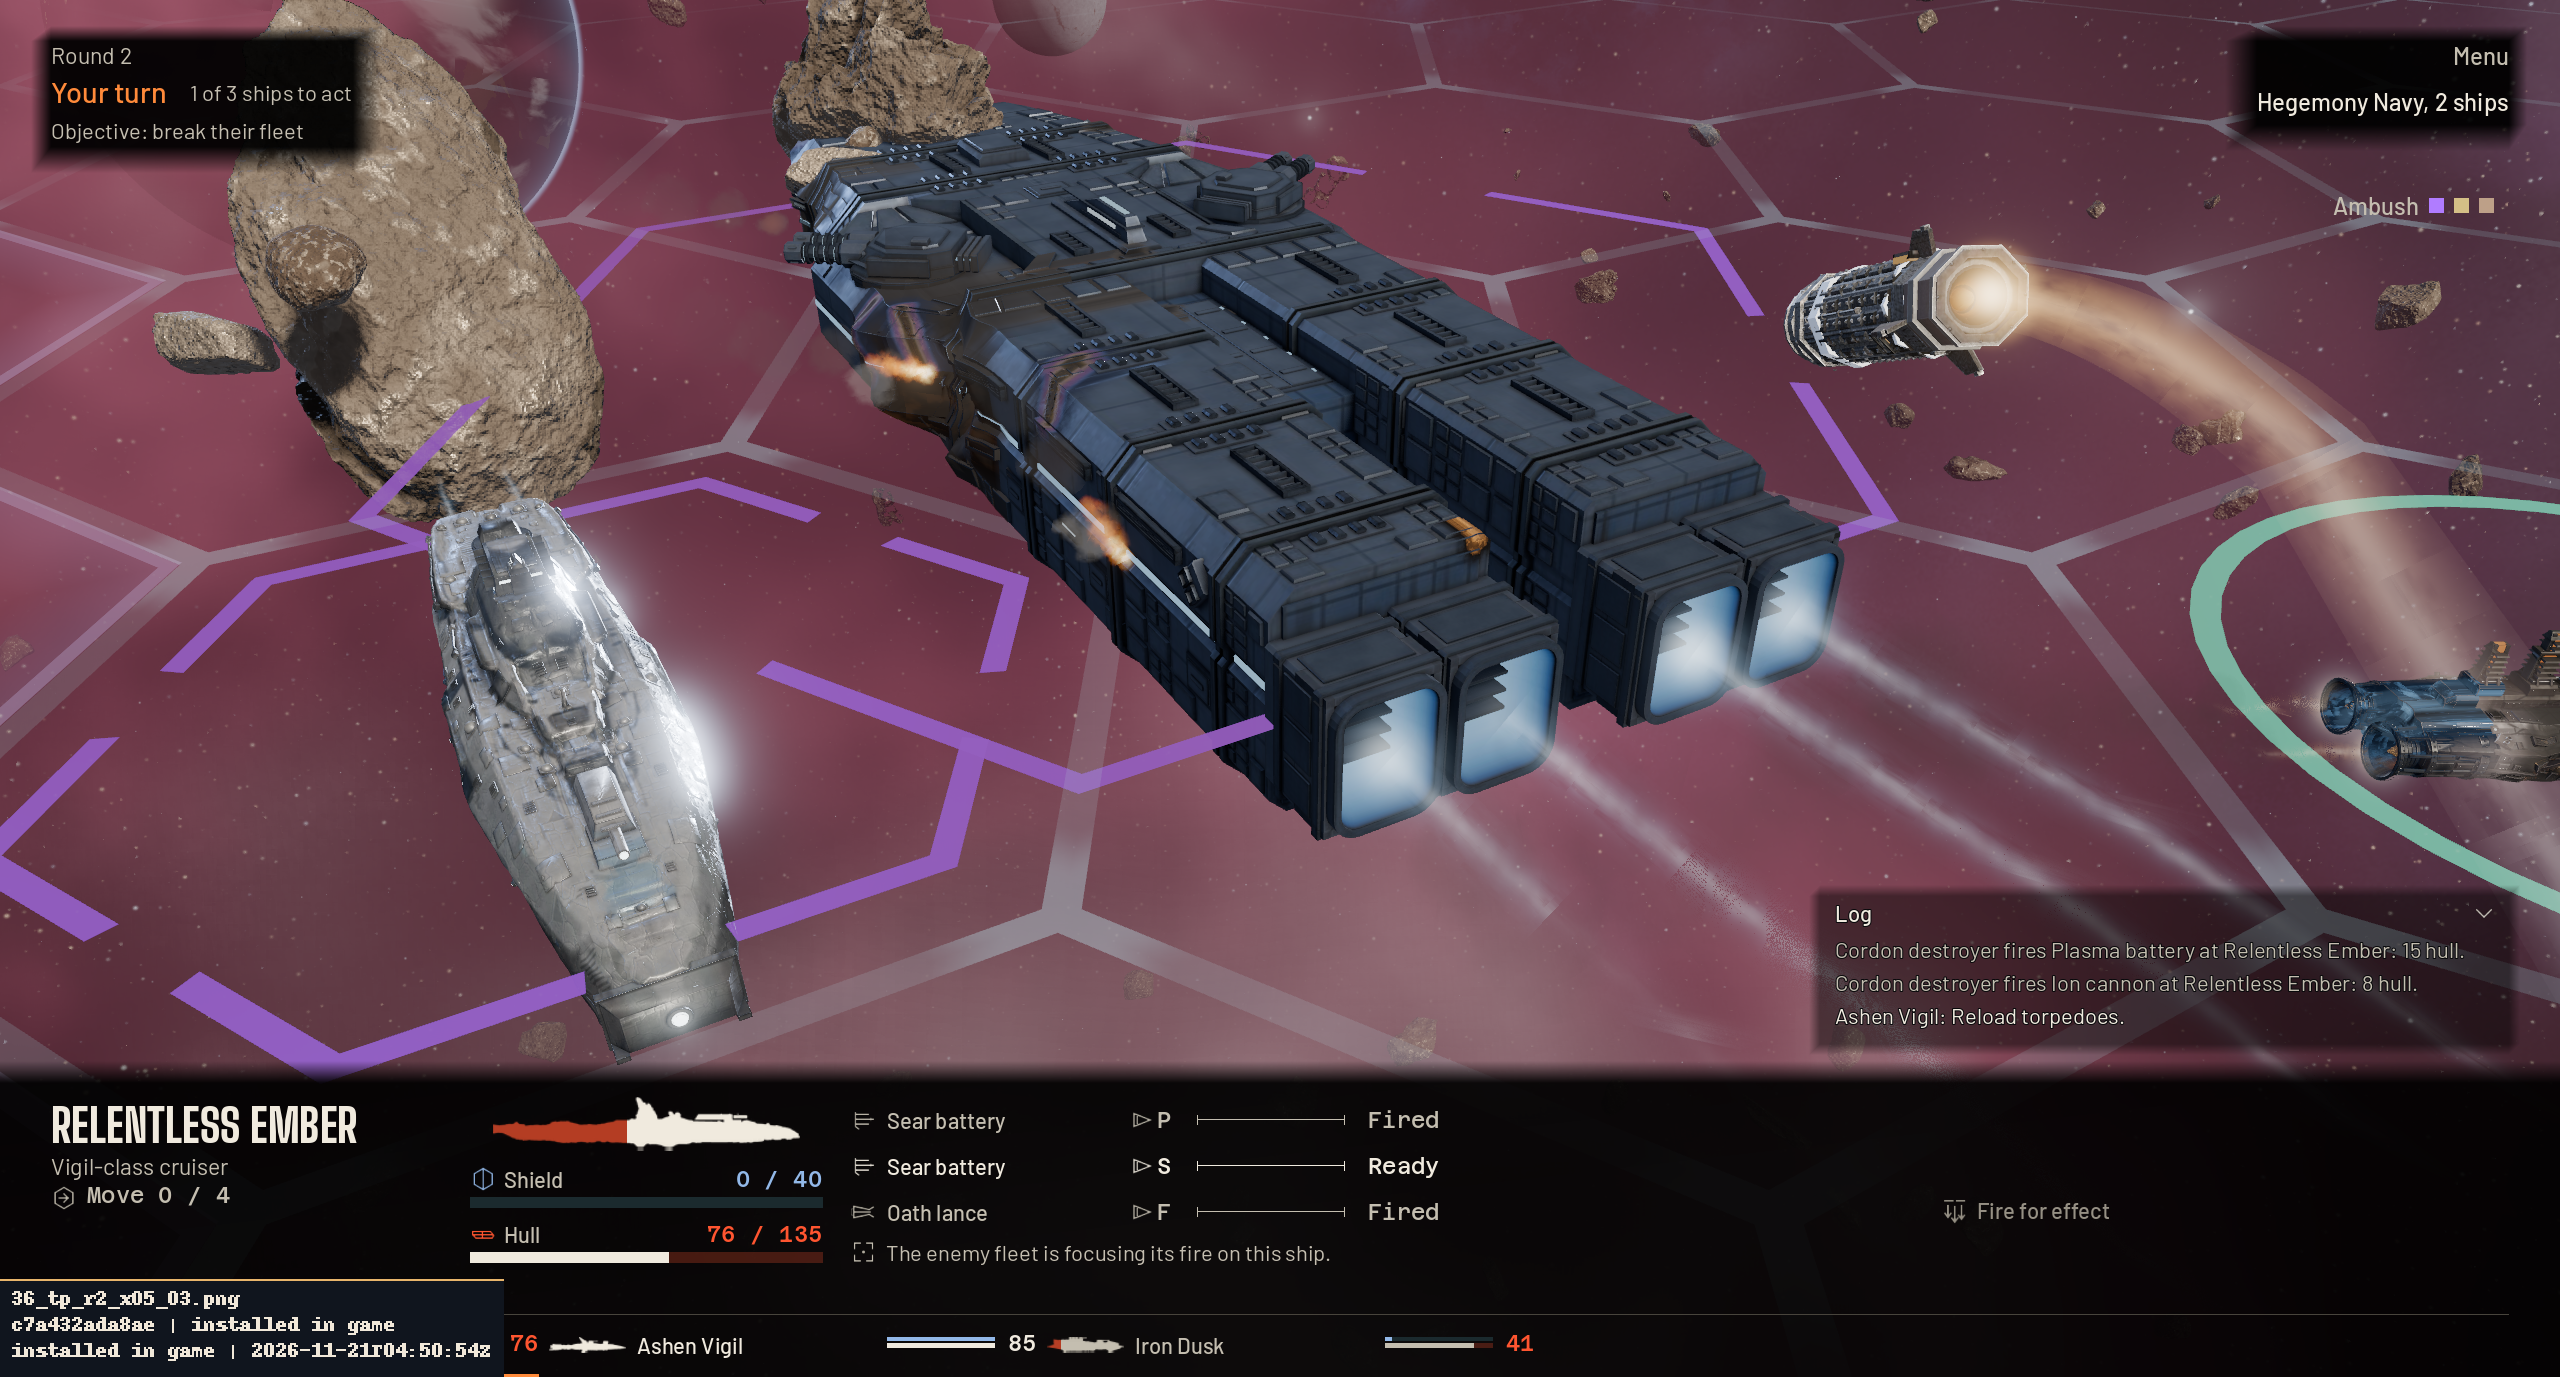 Round 2
Your turn 1 of 3 ships to act
Objective: break their fleet
Menu
Hegemony Navy, 2 ships
Ambush
Log
Cordon destroyer fires Plasma battery at Relentless Ember: 15 hull.
Cordon destroyer fires Ion cannon at Relentless Ember: 8 hull.
Ashen Vigil: Reload torpedoes.
RELENTLESS EMBER
Vigil-class cruiser
Move 0 / 4
Shield 0 / 40
Hull 76 / 135
Sear battery P Fired
Sear battery S Ready
Oath lance F Fired
The enemy fleet is focusing its fire on this ship.
Fire for effect
36_tp_r2_x05_03.png
c7a432ada8ae | installed in game
installed in game | 2026-11-21T04:50:54Z
76 Ashen Vigil 85 Iron Dusk 41